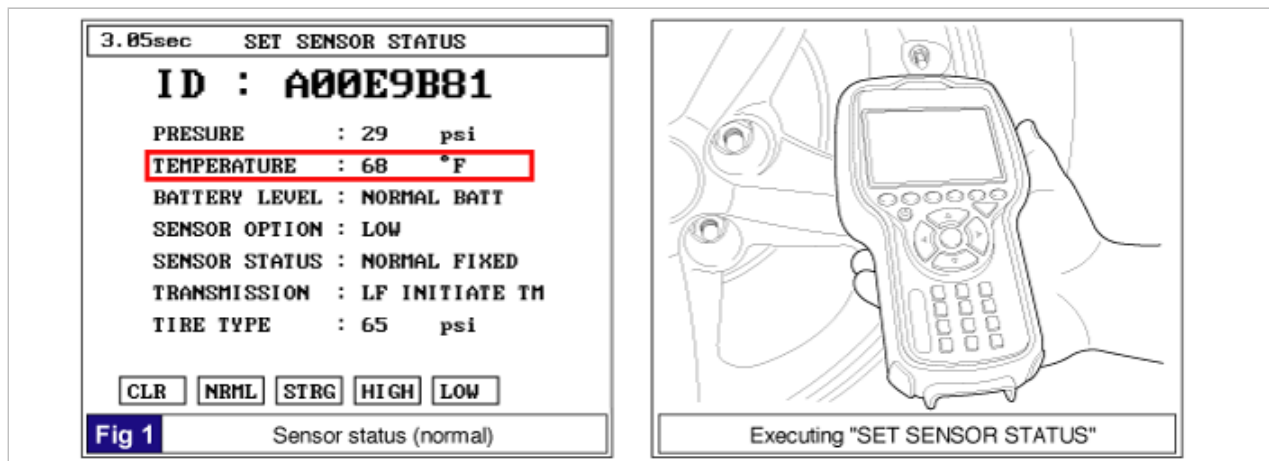 3.05sec SET SENSOR STATUS
ID : A00E9B81
PRESURE : 29 psi
TEMPERATURE : 68 °F
BATTERY LEVEL : NORMAL BATT
SENSOR OPTION : LOW
SENSOR STATUS : NORMAL FIXED
TRANSMISSION : LF INITIATE TM
TIRE TYPE : 65 psi
CLR NRML STRG HIGH LOW
Fig 1 Sensor status (normal)
Executing "SET SENSOR STATUS"